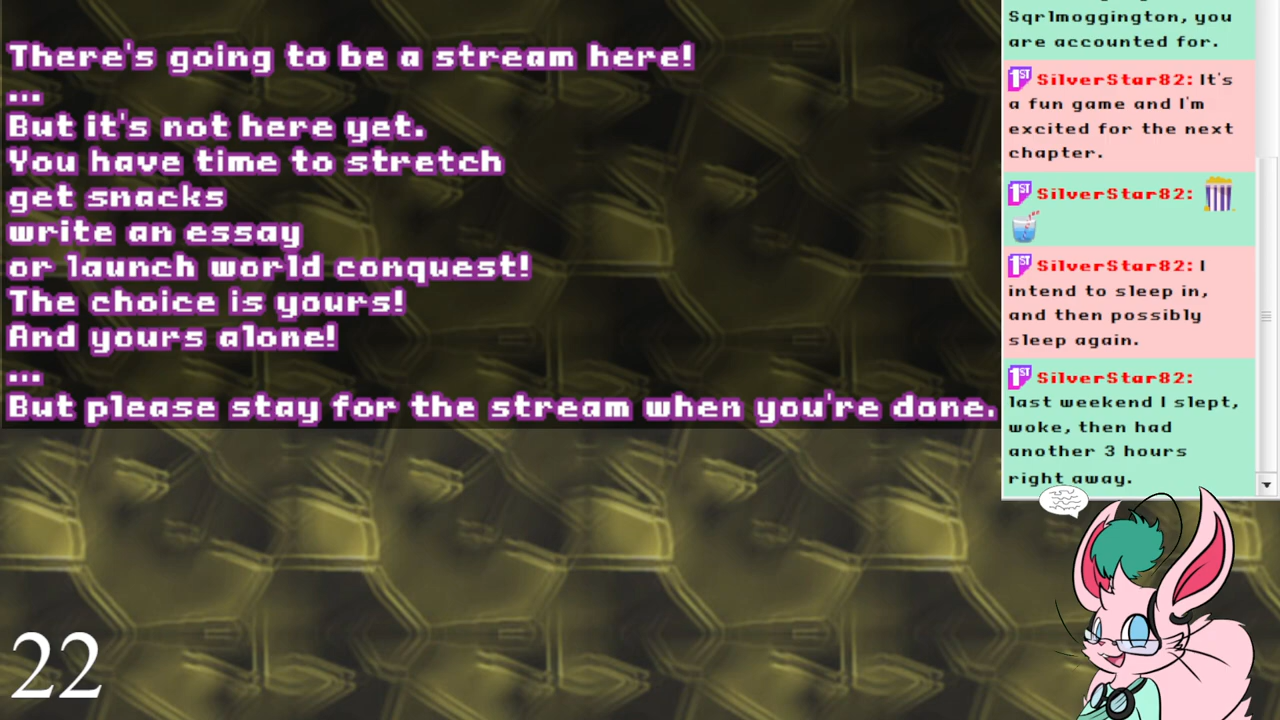 There's going to be a stream here!
...
But it's not here yet.
You have time to stretch
get snacks
write an essay
or launch world conquest!
The choice is yours!
And yours alone!
...
But please stay for the stream when you're done.
22
Sqrlmoggington, you
are accounted for.
1ST SilverStar82: It's
a fun game and I'm
excited for the next
chapter.
1ST SilverStar82:
1ST SilverStar82: I
intend to sleep in,
and then possibly
sleep again.
1ST SilverStar82:
last weekend I slept,
woke, then had
another 3 hours
right away.